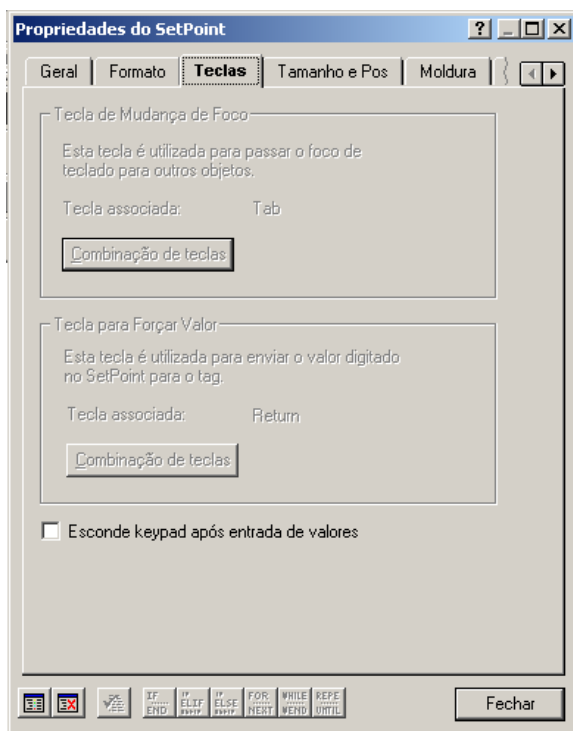 Propriedades do SetPoint
Geral Formato Teclas Tamanho e Pos Moldura
Tecla de Mudança de Foco
Esta tecla é utilizada para passar o foco de
teclado para outros objetos.
Tecla associada: Tab
Combinação de teclas
Tecla para Forçar Valor
Esta tecla é utilizada para enviar o valor digitado
no SetPoint para o tag.
Tecla associada: Return
Combinação de teclas
Esconde keypad após entrada de valores
IF END IF ELIF IF ELSE FOR NEXT WHILE WEND REPE UNTIL Fechar